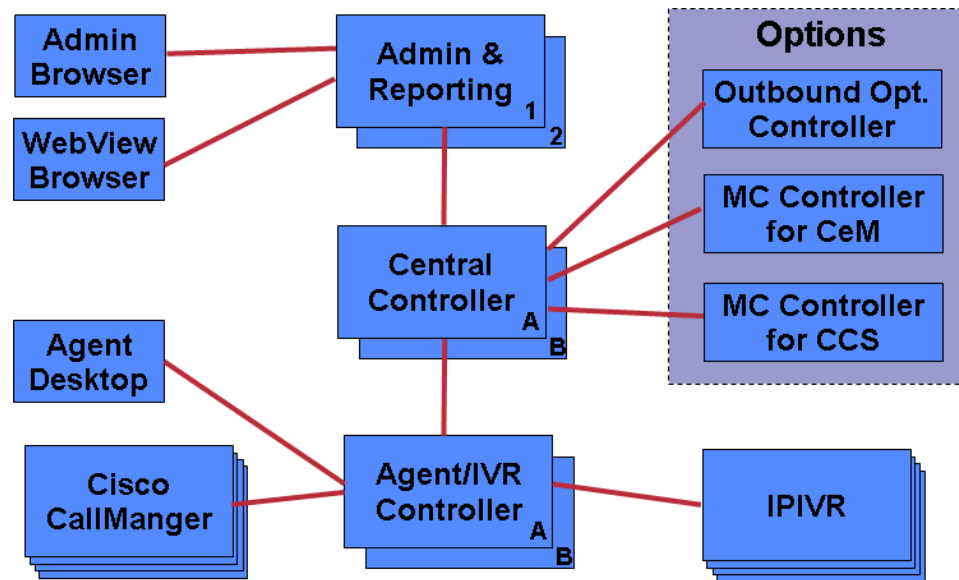 Admin
Browser
WebView
Browser
Admin &
Reporting
1
2
Options
Outbound Opt.
Controller
MC Controller
for CeM
MC Controller
for CCS
Central
Controller
A
B
Agent
Desktop
Cisco
CallManger
Agent/IVR
Controller
A
B
IPIVR